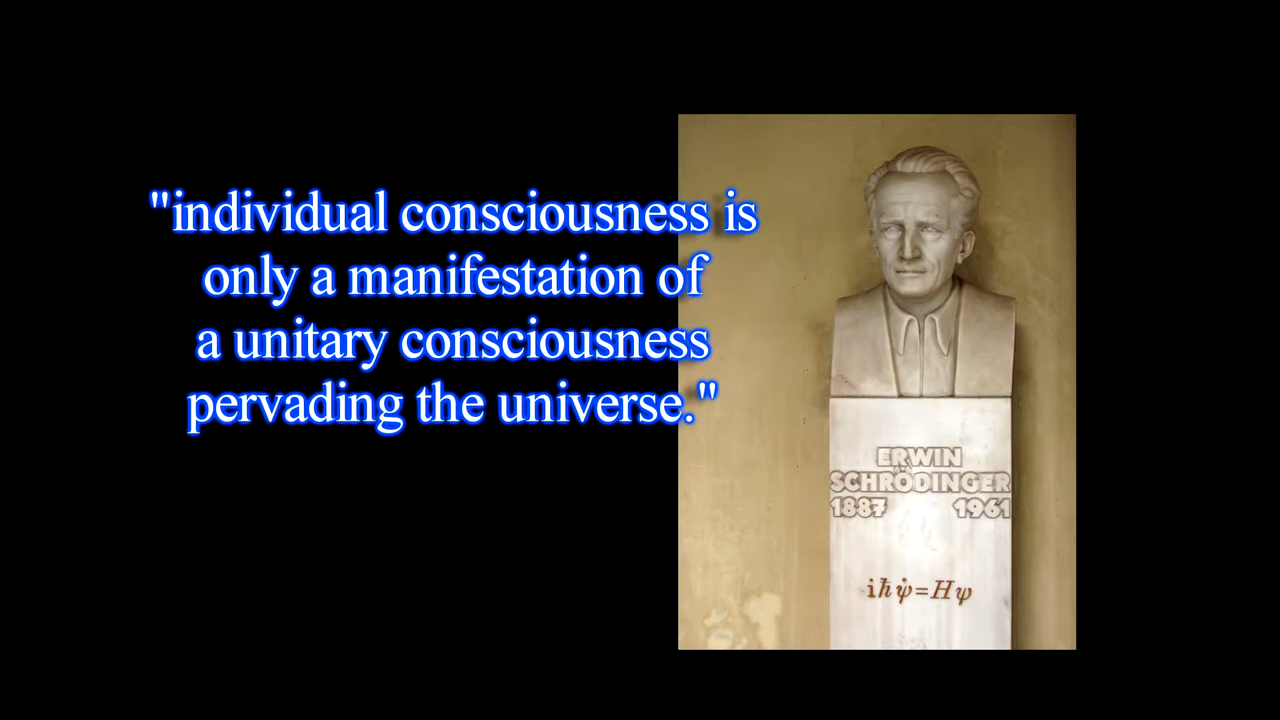 "individual consciousness is
only a manifestation of
a unitary consciousness
pervading the universe."
ERWIN
SCHRÖDINGER
1887 1961
iℏψ̇=Hψ